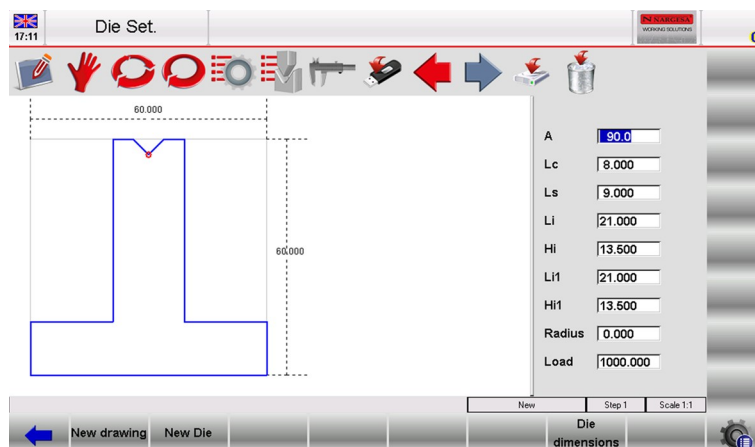 17:11
Die Set.
NARGESA
WORKING SOLUTIONS
60.000
60.000
A 90.0
Lc 8.000
Ls 9.000
Li 21.000
Hi 13.500
Li1 21.000
Hi1 13.500
Radius 0.000
Load 1000.000
New Step 1 Scale 1:1
New drawing New Die Die
dimensions